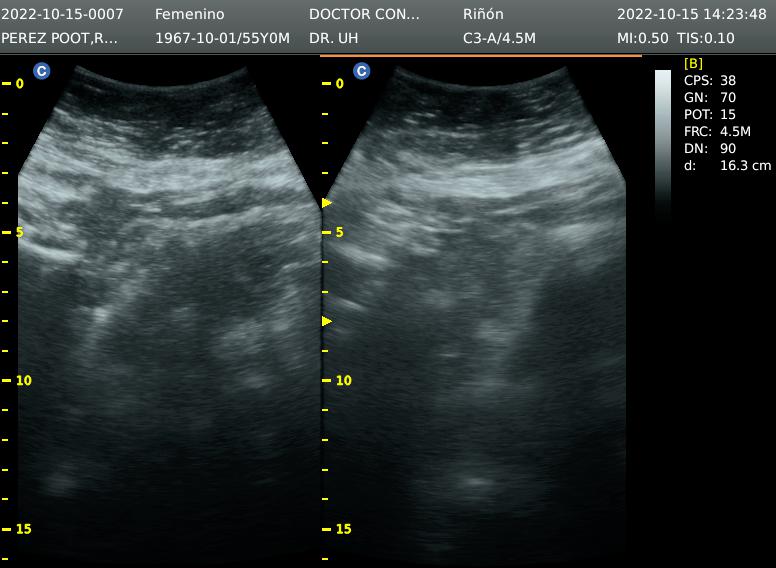 2022-10-15-0007 Femenino DOCTOR CON... Riñón 2022-10-15 14:23:48
PEREZ POOT,R... 1967-10-01/55Y0M DR. UH C3-A/4.5M MI:0.50 TIS:0.10
C C [B]
0 0 CPS: 38
GN: 70
POT: 15
FRC: 4.5M
DN: 90
d: 16.3 cm
5 5
10 10
15 15